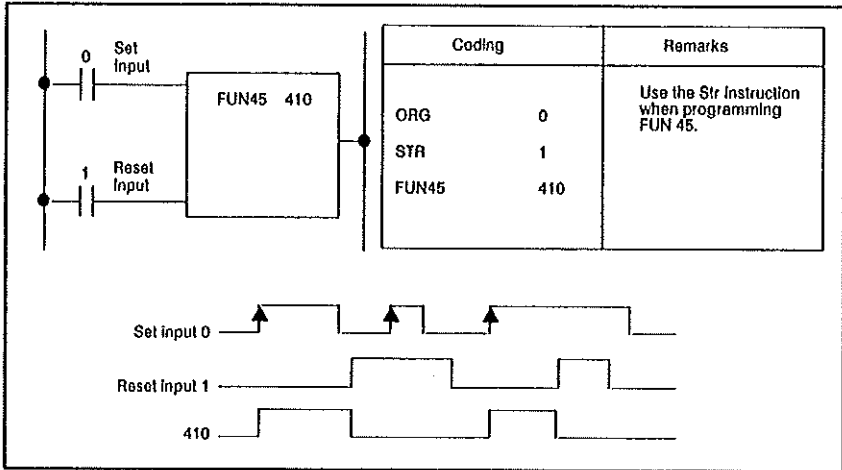 0 Set
Input
FUN45 410
1 Reset
Input
Coding Remarks
ORG 0
STR 1
FUN45 410
Use the Str Instruction
when programming
FUN 45.
Set input 0
Reset input 1
410